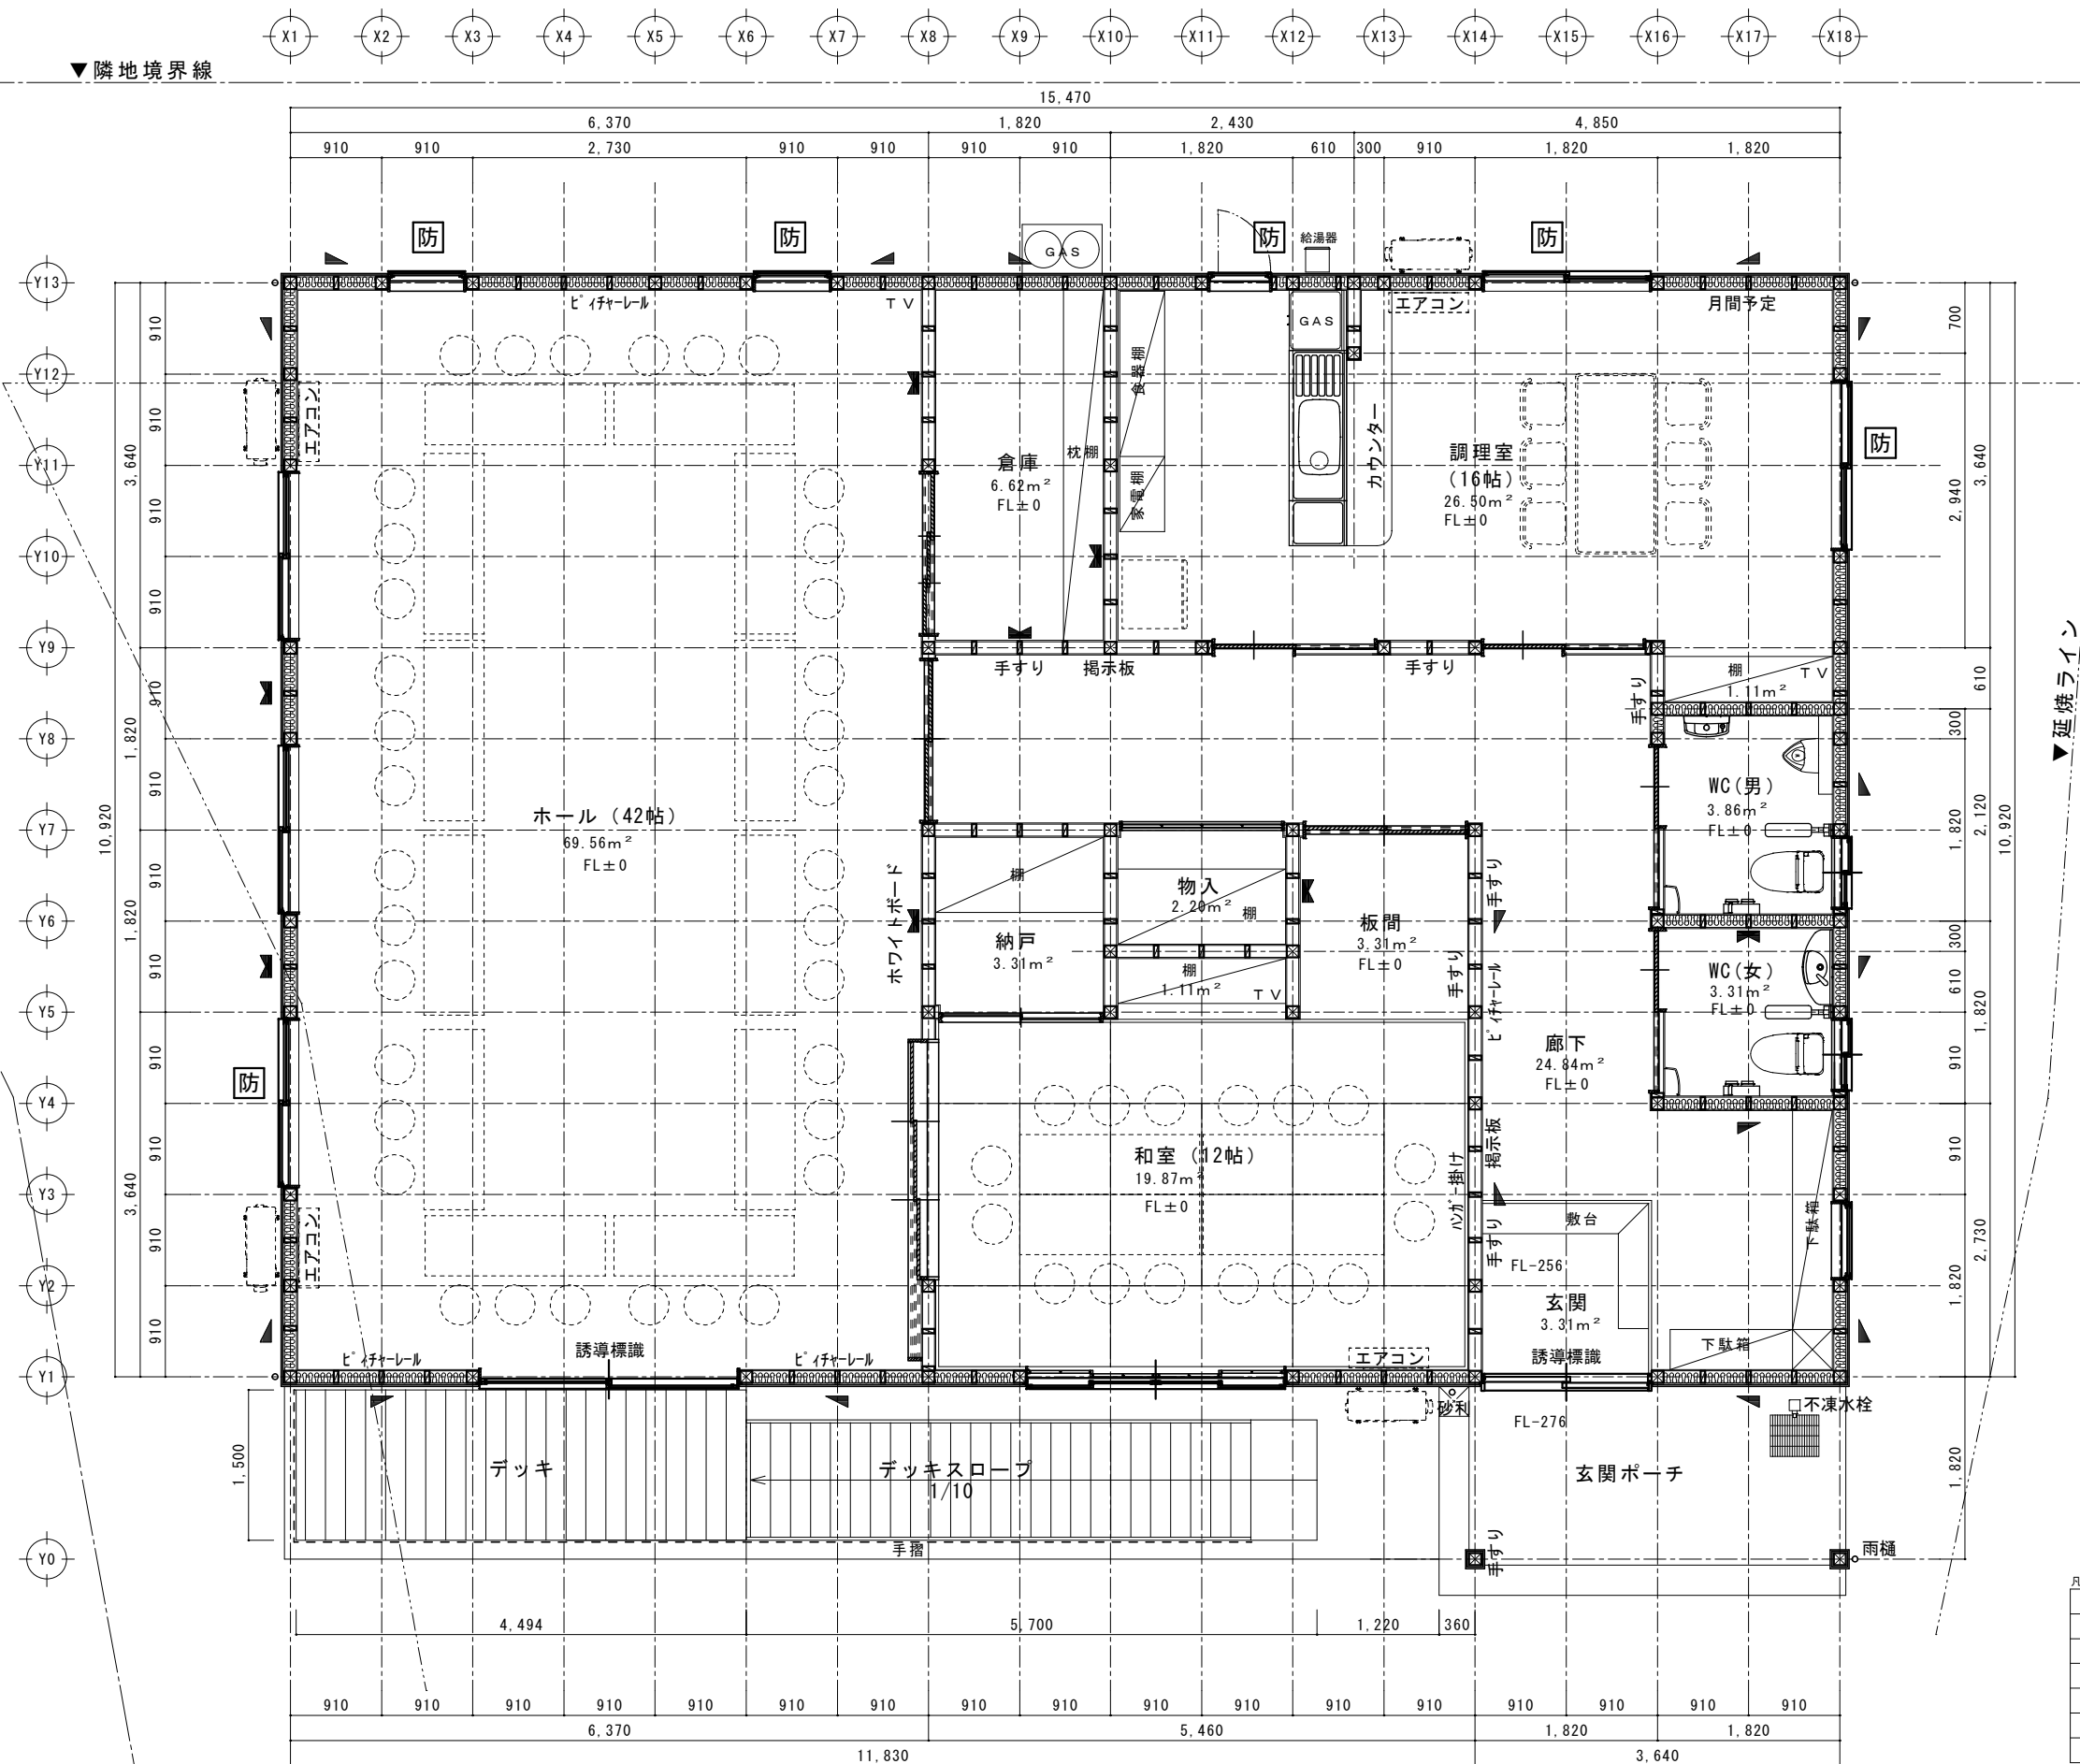 X1 X2 X3 X4 X5 X6 X7 X8 X9 X10 X11 X12 X13 X14 X15 X16 X17 X18
▼隣地境界線
15,470
6,370 1,820 2,430 4,850
910 910 2,730 910 910 910 910 1,820 610 300 910 1,820 1,820
防 防 防 防
給湯器
GAS
Y13
ピィチャーレール
TV
エアコン
月間予定
GAS
Y12
エアコン
食器棚
カウンター
防
Y11
枕棚
倉庫
6.62m²
FL±0
家電棚
調理室
(16帖)
26.50m²
FL±0
Y10
Y9
手すり 掲示板 手すり
手すり
棚 TV
1.11m²
▼延焼ライン
Y8
WC(男)
3.86m²
FL±0
ホール (42帖)
69.56m²
FL±0
Y7
ホワイトボード
棚
物入
2.20m²
棚
手すり
Y6
納戸
3.31m²
板間
3.31m²
FL±0
手すり
ピィチャーレール
棚
1.11m²
TV
WC(女)
3.31m²
FL±0
Y5
廊下
24.84m²
FL±0
防
Y4
和室 (12帖)
19.87m²
FL±0
掲示板
ハンガー掛け
Y3
エアコン
手すり
敷台
下駄箱
FL-256
Y2
玄関
3.31m²
誘導標識
下駄箱
ピィチャーレール
誘導標識
ピィチャーレール
エアコン
Y1
砂利
FL-276
不凍水栓
デッキ
デッキスロープ
1/10
玄関ポーチ
手摺
手すり
雨樋
Y0
910 910 910 910 910 910 910 910 910 910 910 910
3,640 1,820 1,820 3,640
10,920
1,500
700 2,940 610 300 1,820 300 610 910 910 1,820 1,820
3,640 2,120 1,820 2,730
10,920
4,494 5,700 1,220 360
910 910 910 910 910 910 910 910 910 910 910 910 910 910 910 910 910
6,370 5,460 1,820 1,820
11,830 3,640